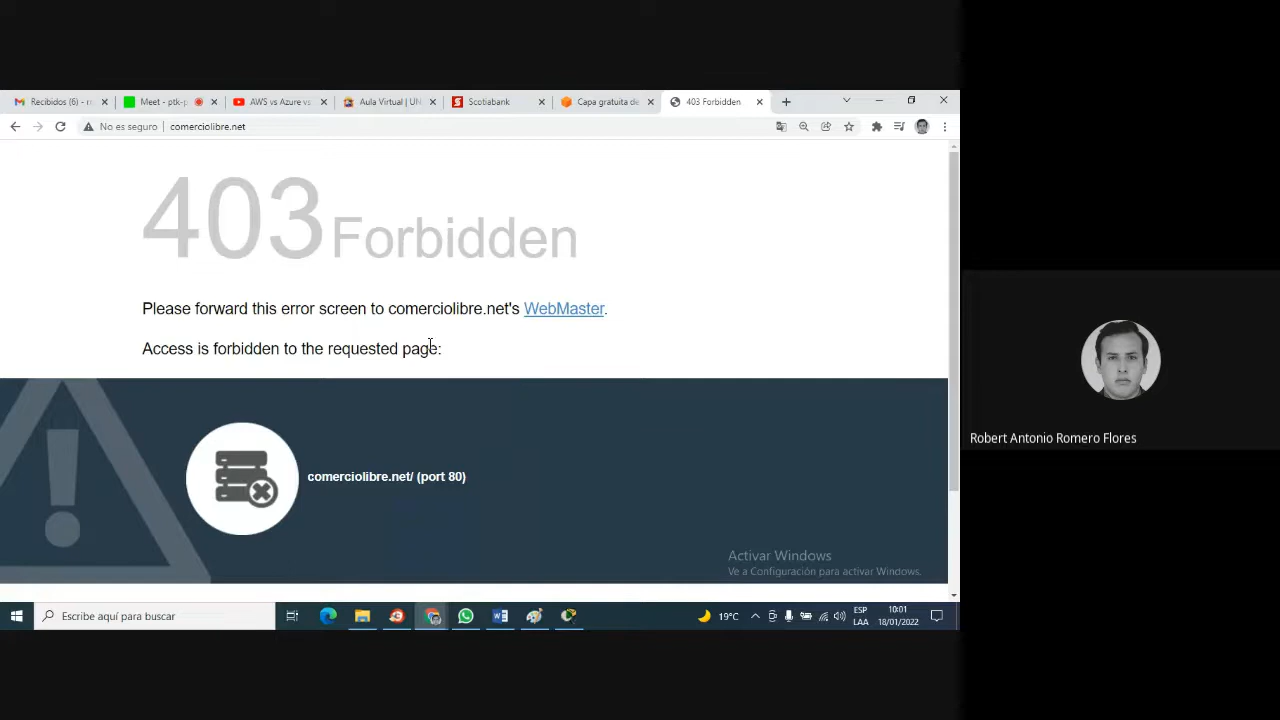 Recibidos (6) - r
Meet - ptk-p
AWS vs Azure vs
Aula Virtual | UN
Scotiabank
Capa gratuita de
403 Forbidden
No es seguro | comerciolibre.net
403 Forbidden
Please forward this error screen to comerciolibre.net's WebMaster.
Access is forbidden to the requested page:
comerciolibre.net/ (port 80)
Activar Windows
Ve a Configuración para activar Windows.
Robert Antonio Romero Flores
Escribe aquí para buscar
19°C
ESP
LAA
10:01
18/01/2022